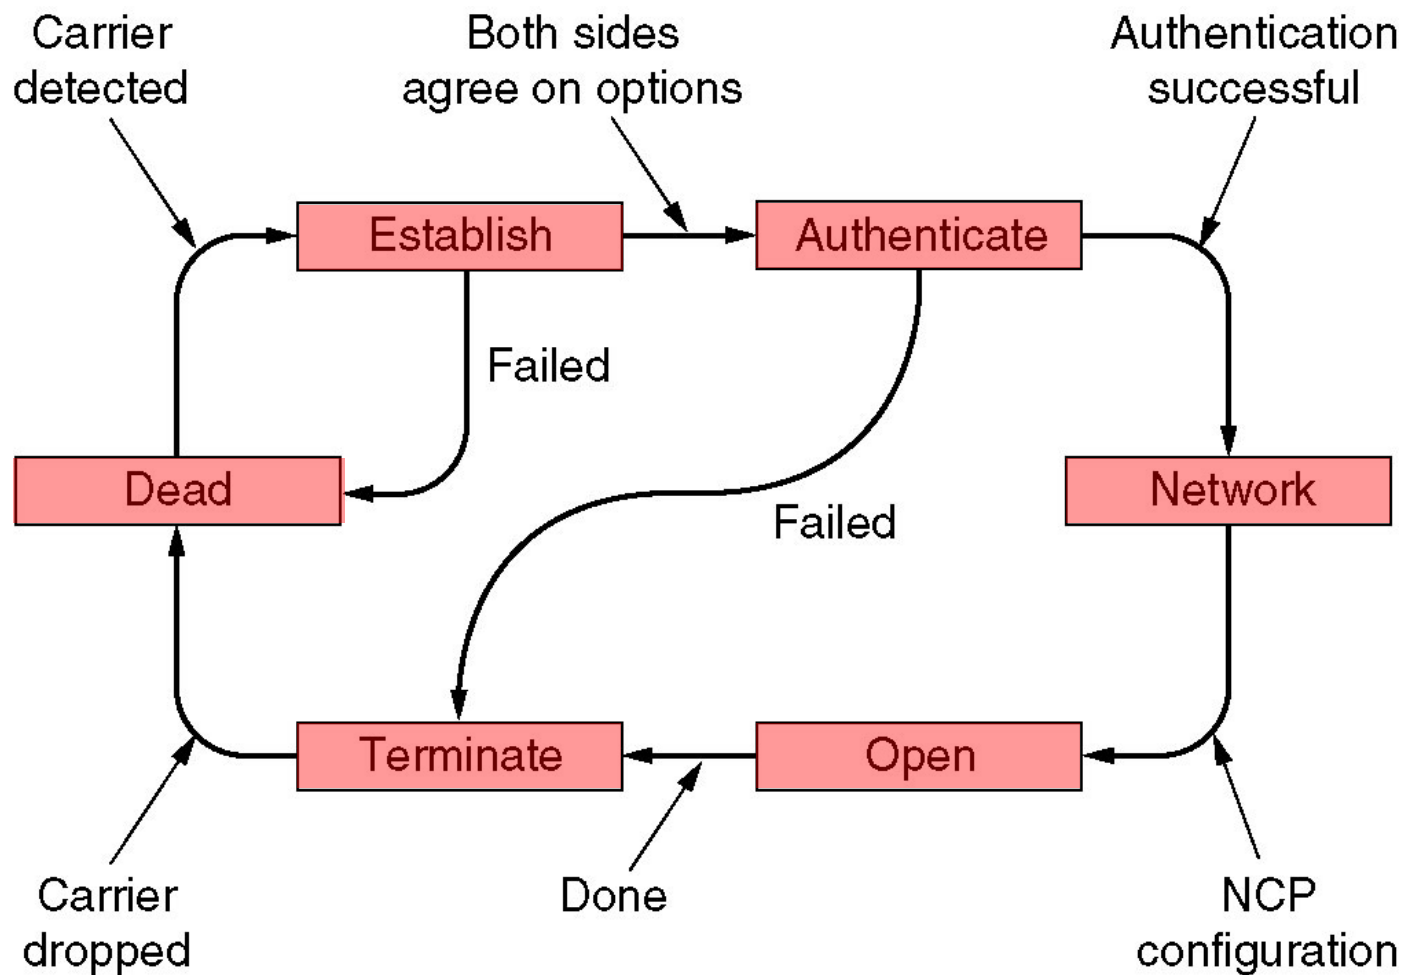 Carrier
detected
Both sides
agree on options
Authentication
successful
Establish
Authenticate
Failed
Dead
Network
Failed
Terminate
Open
Carrier
dropped
Done
NCP
configuration